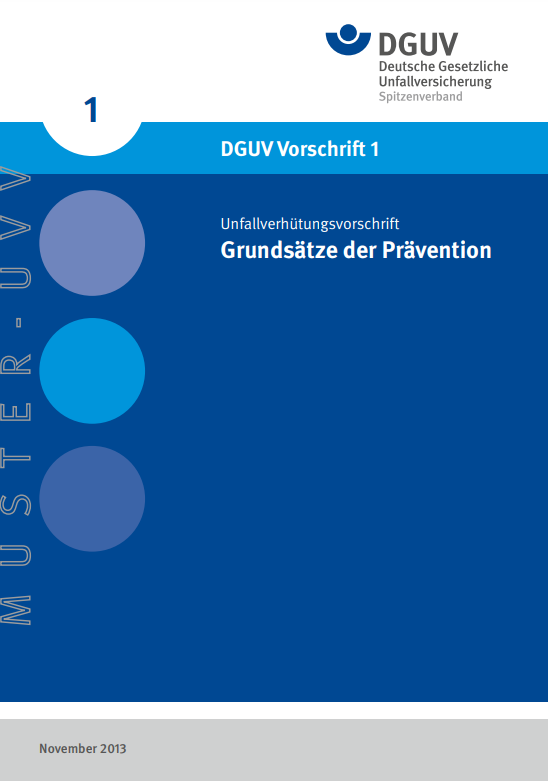 DGUV
Deutsche Gesetzliche
Unfallversicherung
Spitzenverband
1
DGUV Vorschrift 1
Unfallverhütungsvorschrift
Grundsätze der Prävention
MUSTER-UVV
November 2013